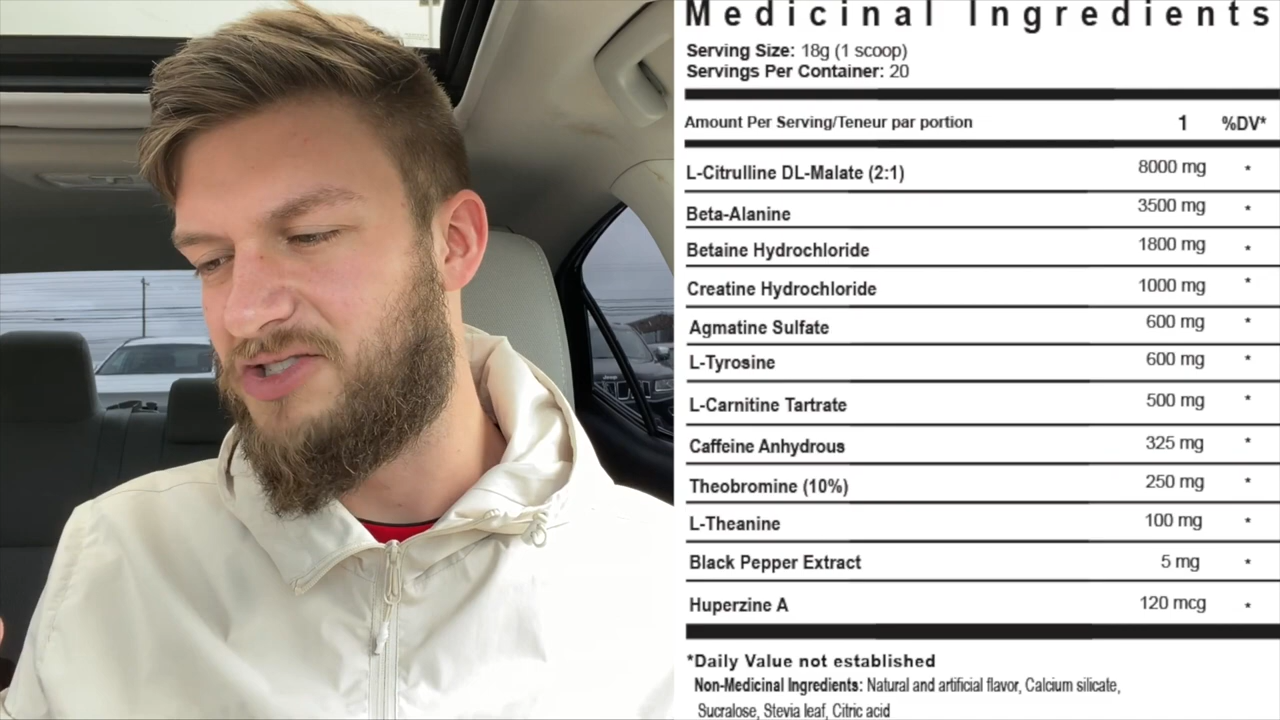 Medicinal Ingredients
Serving Size: 18g (1 scoop)
Servings Per Container: 20
Amount Per Serving/Teneur par portion 1 %DV*
L-Citrulline DL-Malate (2:1) 8000 mg *
Beta-Alanine 3500 mg *
Betaine Hydrochloride 1800 mg *
Creatine Hydrochloride 1000 mg *
Agmatine Sulfate 600 mg *
L-Tyrosine 600 mg *
L-Carnitine Tartrate 500 mg *
Caffeine Anhydrous 325 mg *
Theobromine (10%) 250 mg *
L-Theanine 100 mg *
Black Pepper Extract 5 mg *
Huperzine A 120 mcg *
*Daily Value not established
Non-Medicinal Ingredients: Natural and artificial flavor, Calcium silicate,
Sucralose, Stevia leaf, Citric acid